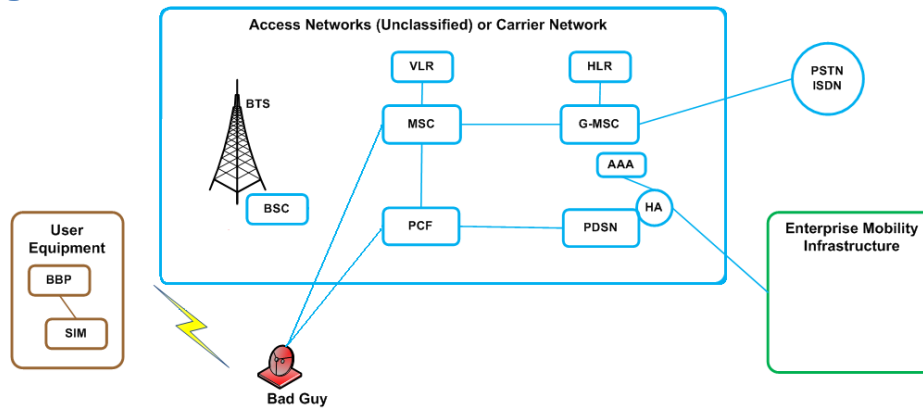 Access Networks (Unclassified) or Carrier Network
VLR
HLR
PSTN
ISDN
BTS
MSC
G-MSC
AAA
BSC
HA
PCF
PDSN
User
Equipment
BBP
SIM
Enterprise Mobility
Infrastructure
Bad Guy